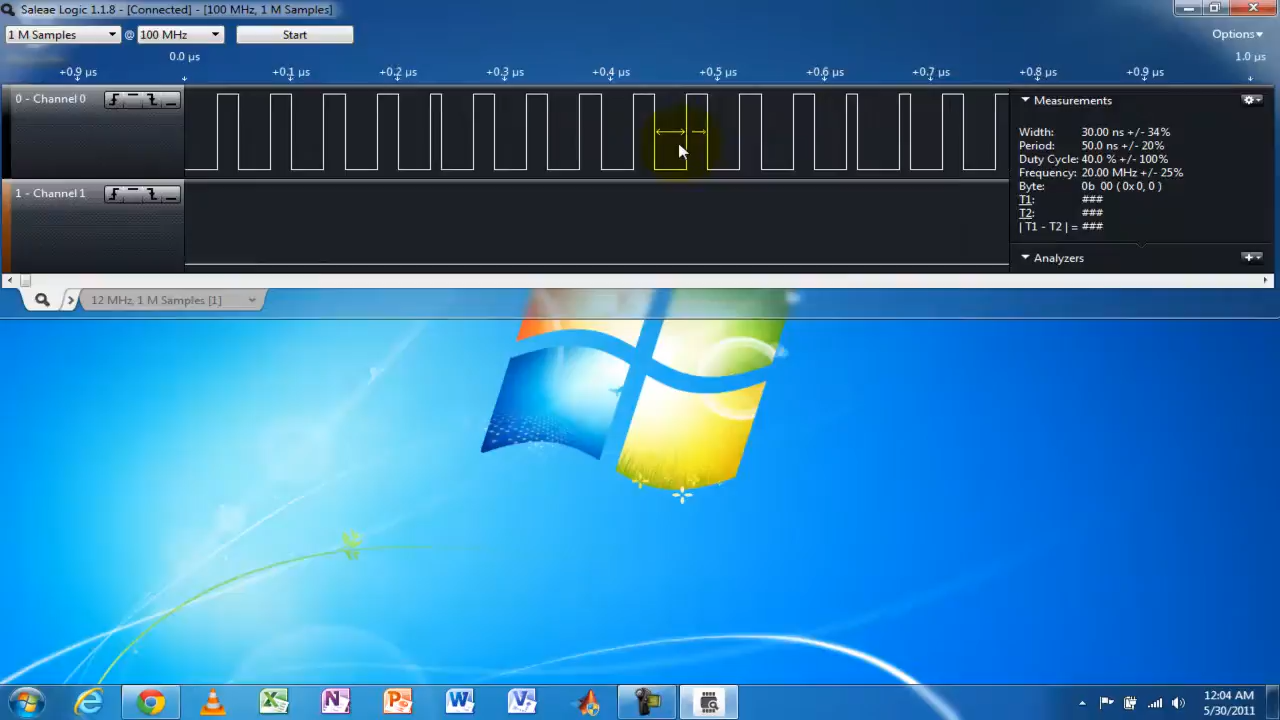 Saleae Logic 1.1.8 - [Connected] - [100 MHz, 1 M Samples]
1 M Samples @ 100 MHz Start Options
0.0 µs 1.0 µs
+0.9 µs +0.1 µs +0.2 µs +0.3 µs +0.4 µs +0.5 µs +0.6 µs +0.7 µs +0.8 µs +0.9 µs
0 - Channel0
Measurements
Width: 30.00 ns +/- 34%
Period: 50.0 ns +/- 20%
Duty Cycle: 40.0 % +/- 100%
Frequency: 20.00 MHz +/- 25%
Byte: 0b 00 ( 0x 0, 0 )
T1: ###
T2: ###
| T1 - T2 | = ###
1 - Channel1
Analyzers
12 MHz, 1 M Samples [1]
12:04 AM
5/30/2011